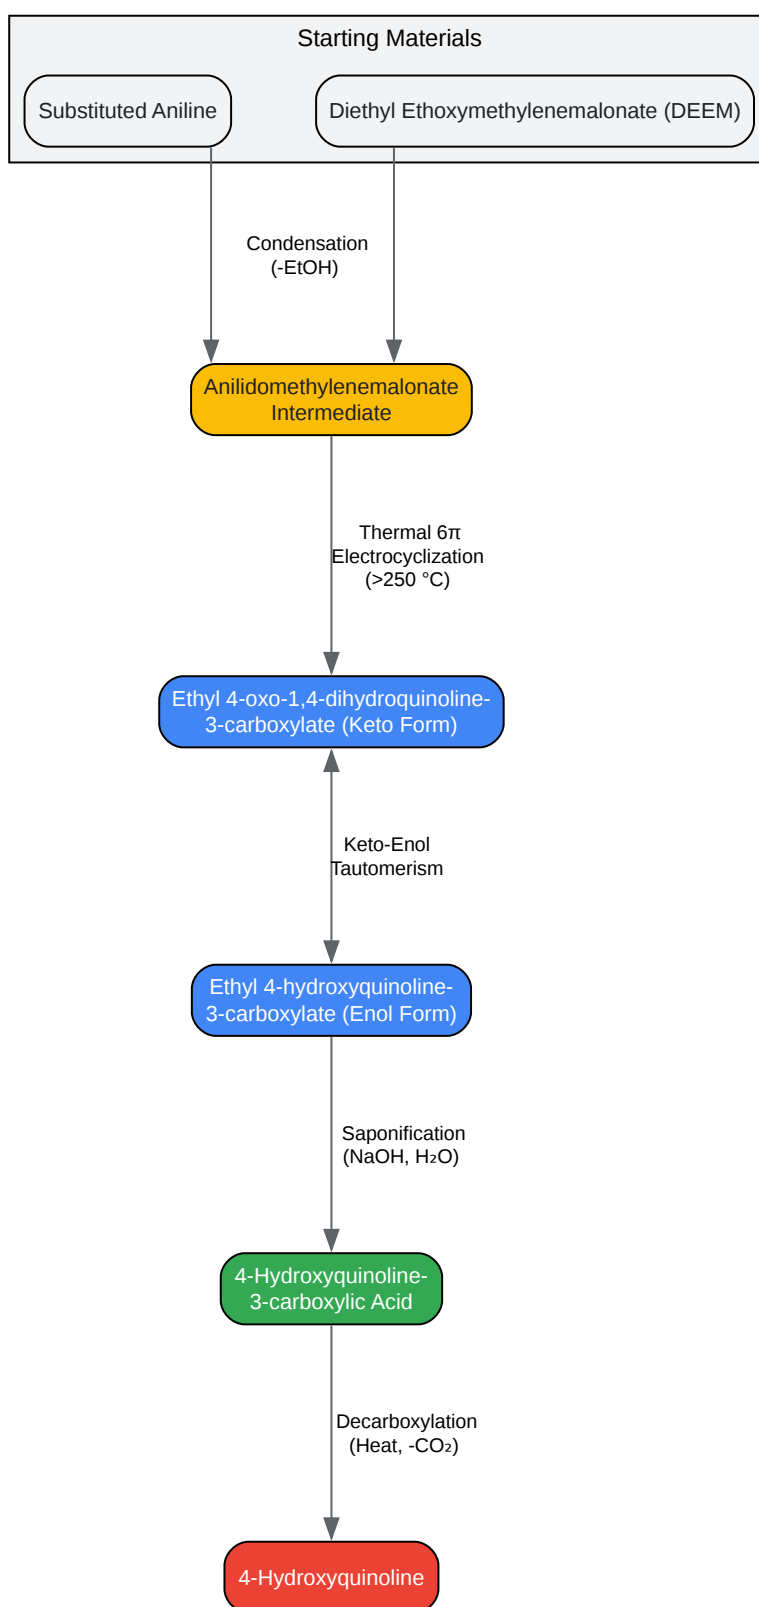 Starting Materials
Substituted Aniline
Diethyl Ethoxymethylenemalonate (DEEM)
Condensation
(-EtOH)
Anilidomethylenemalonate
Intermediate
Thermal 6π
Electrocyclization
(>250 °C)
Ethyl 4-oxo-1,4-dihydroquinoline-
3-carboxylate (Keto Form)
Keto-Enol
Tautomerism
Ethyl 4-hydroxyquinoline-
3-carboxylate (Enol Form)
Saponification
(NaOH, H₂O)
4-Hydroxyquinoline-
3-carboxylic Acid
Decarboxylation
(Heat, -CO₂)
4-Hydroxyquinoline